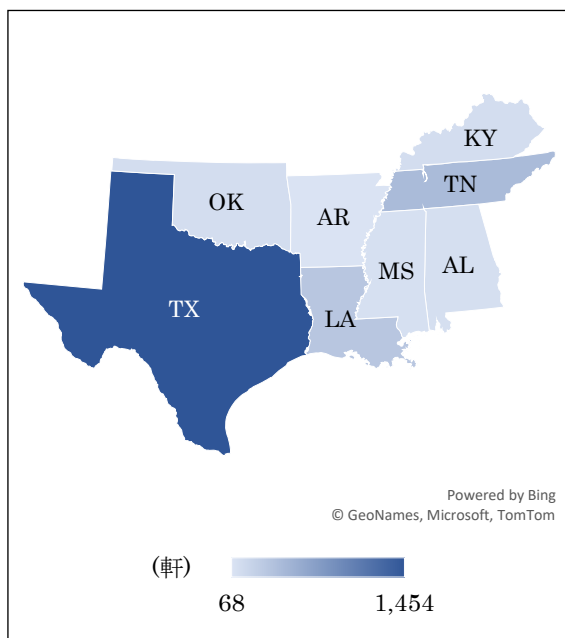 KY
TN
OK
AR
MS
AL
TX
LA
Powered by Bing
© GeoNames, Microsoft, TomTom
(軒)
68
1,454